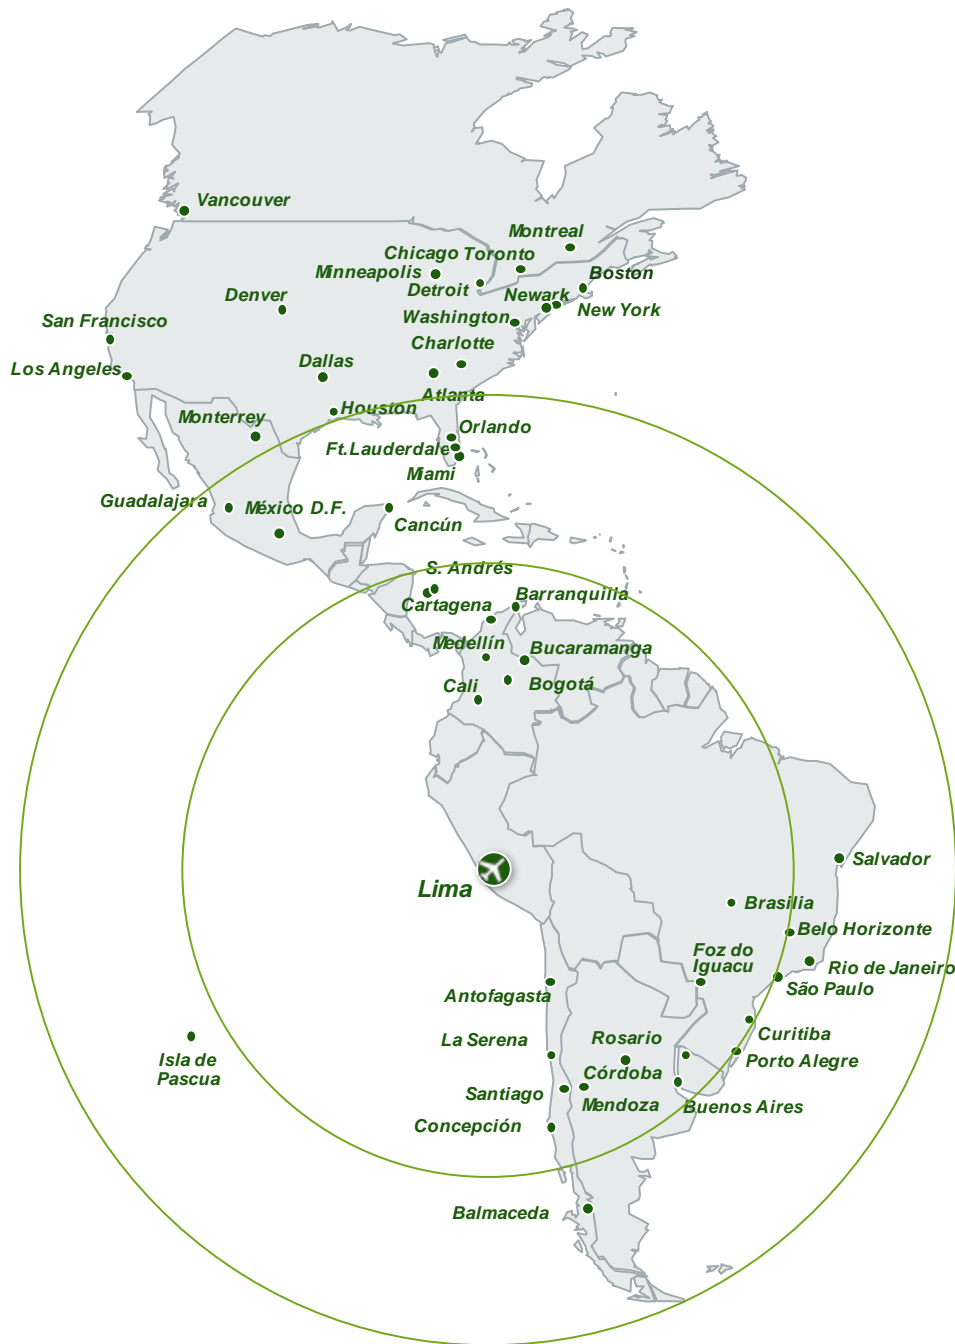 Vancouver
Montreal
Chicago Toronto
Minneapolis
Boston
Detroit
Denver
Newark
New York
San Francisco
Washington
Charlotte
Los Angeles
Dallas
Atlanta
Houston
Monterrey
Orlando
Ft.Lauderdale
Miami
Guadalajara
México D.F.
Cancún
S. Andrés
Barranquilla
Cartagena
Medellín
Bucaramanga
Cali
Bogotá
Salvador
Lima
Brasilia
Belo Horizonte
Foz do
Iguacu
Rio de Janeiro
São Paulo
Antofagasta
Curitiba
La Serena
Rosario
Porto Alegre
Isla de
Pascua
Córdoba
Santiago
Mendoza
Buenos Aires
Concepción
Balmaceda